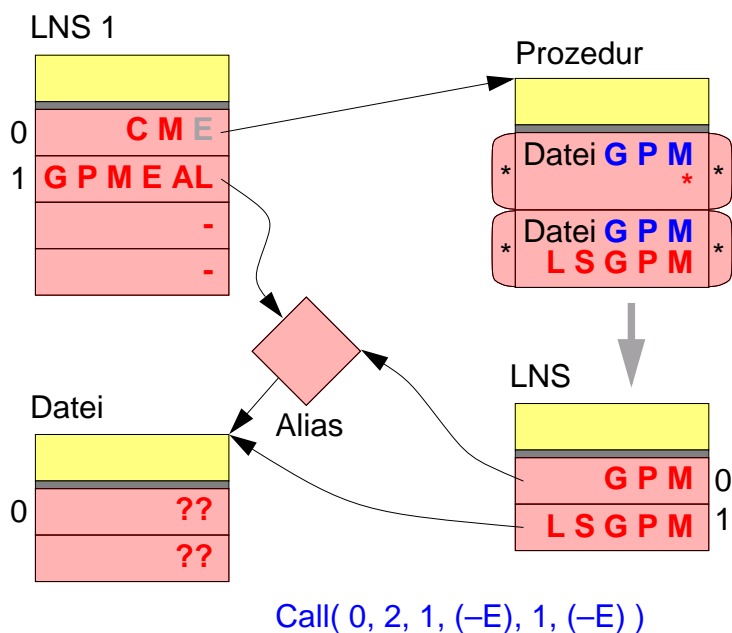 LNS 1
0 C M E
1 G P M E AL
-
-
Prozedur
* Datei G P M *
*
* Datei G P M *
L S G P M
Alias
Datei
0 ??
??
LNS
G P M 0
L S G P M 1
Call( 0, 2, 1, (–E), 1, (–E) )